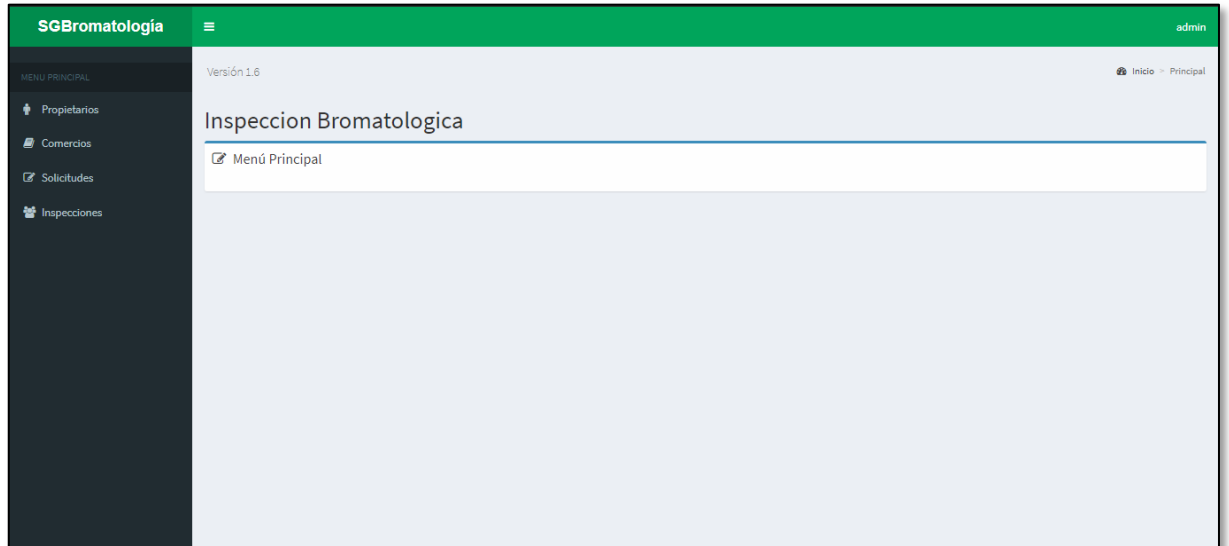 SGBromatología
admin
MENU PRINCIPAL
Versión 1.6
Inicio > Principal
Propietarios
Inspeccion Bromatologica
Comercios
Menú Principal
Solicitudes
Inspecciones